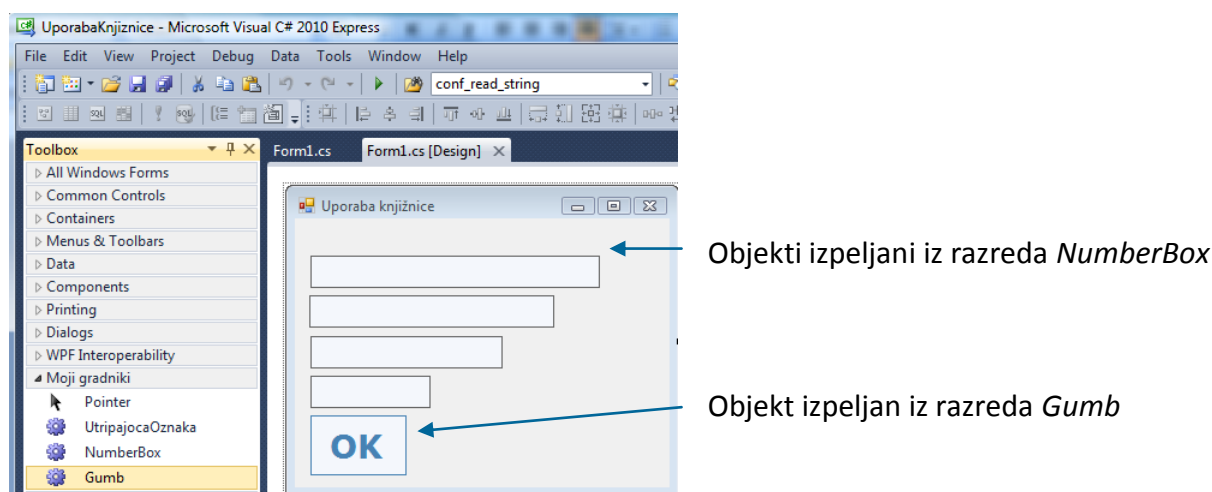 UporabaKnjiznice - Microsoft Visual C# 2010 Express
File Edit View Project Debug Data Tools Window Help
conf_read_string
Toolbox
Form1.cs Form1.cs [Design]
All Windows Forms
Common Controls
Containers
Menus & Toolbars
Data
Components
Printing
Dialogs
WPF Interoperability
Moji gradniki
Pointer
UtripajocaOznaka
NumberBox
Gumb
Uporaba knjižnice
OK
Objekti izpeljani iz razreda NumberBox
Objekt izpeljan iz razreda Gumb